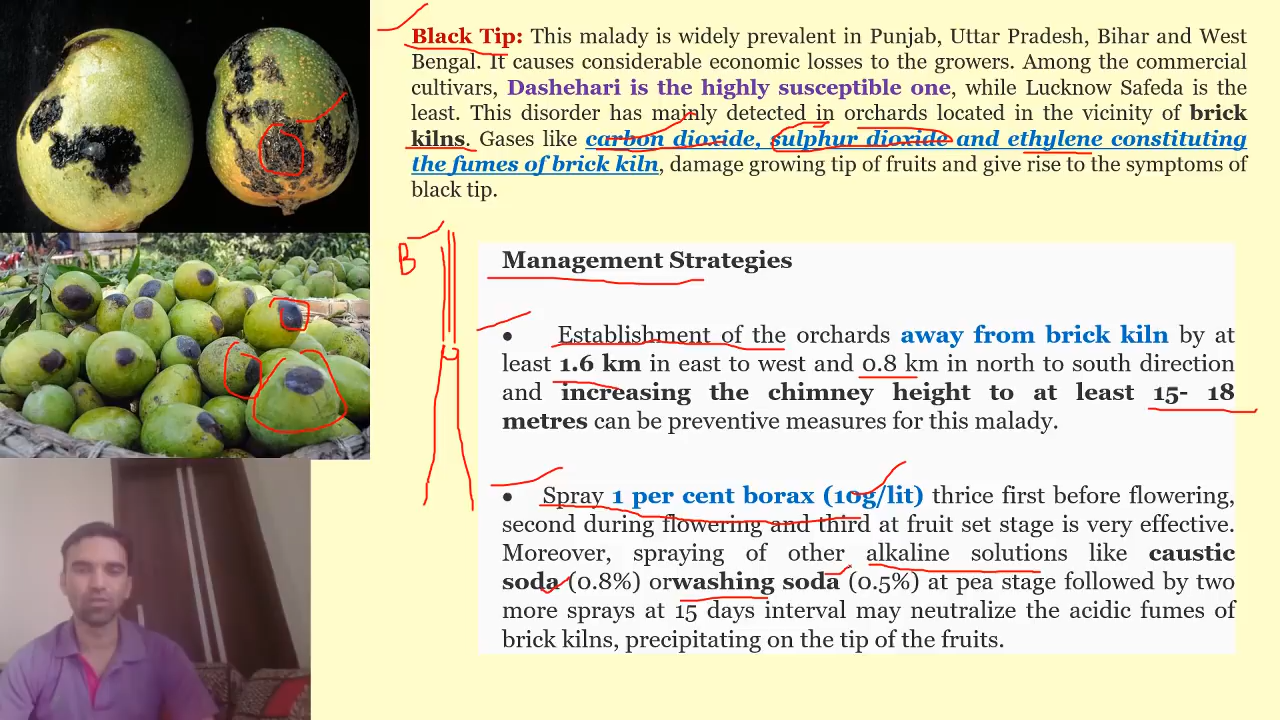 Black Tip: This malady is widely prevalent in Punjab, Uttar Pradesh, Bihar and West
Bengal. It causes considerable economic losses to the growers. Among the commercial
cultivars, Dashehari is the highly susceptible one, while Lucknow Safeda is the
least. This disorder has mainly detected in orchards located in the vicinity of brick
kilns. Gases like carbon dioxide, sulphur dioxide and ethylene constituting
the fumes of brick kiln, damage growing tip of fruits and give rise to the symptoms of
black tip.
B
Management Strategies
• Establishment of the orchards away from brick kiln by at
least 1.6 km in east to west and 0.8 km in north to south direction
and increasing the chimney height to at least 15- 18
metres can be preventive measures for this malady.
• Spray 1 per cent borax (10g/lit) thrice first before flowering,
second during flowering and third at fruit set stage is very effective.
Moreover, spraying of other alkaline solutions like caustic
soda (0.8%) orwashing soda (0.5%) at pea stage followed by two
more sprays at 15 days interval may neutralize the acidic fumes of
brick kilns, precipitating on the tip of the fruits.